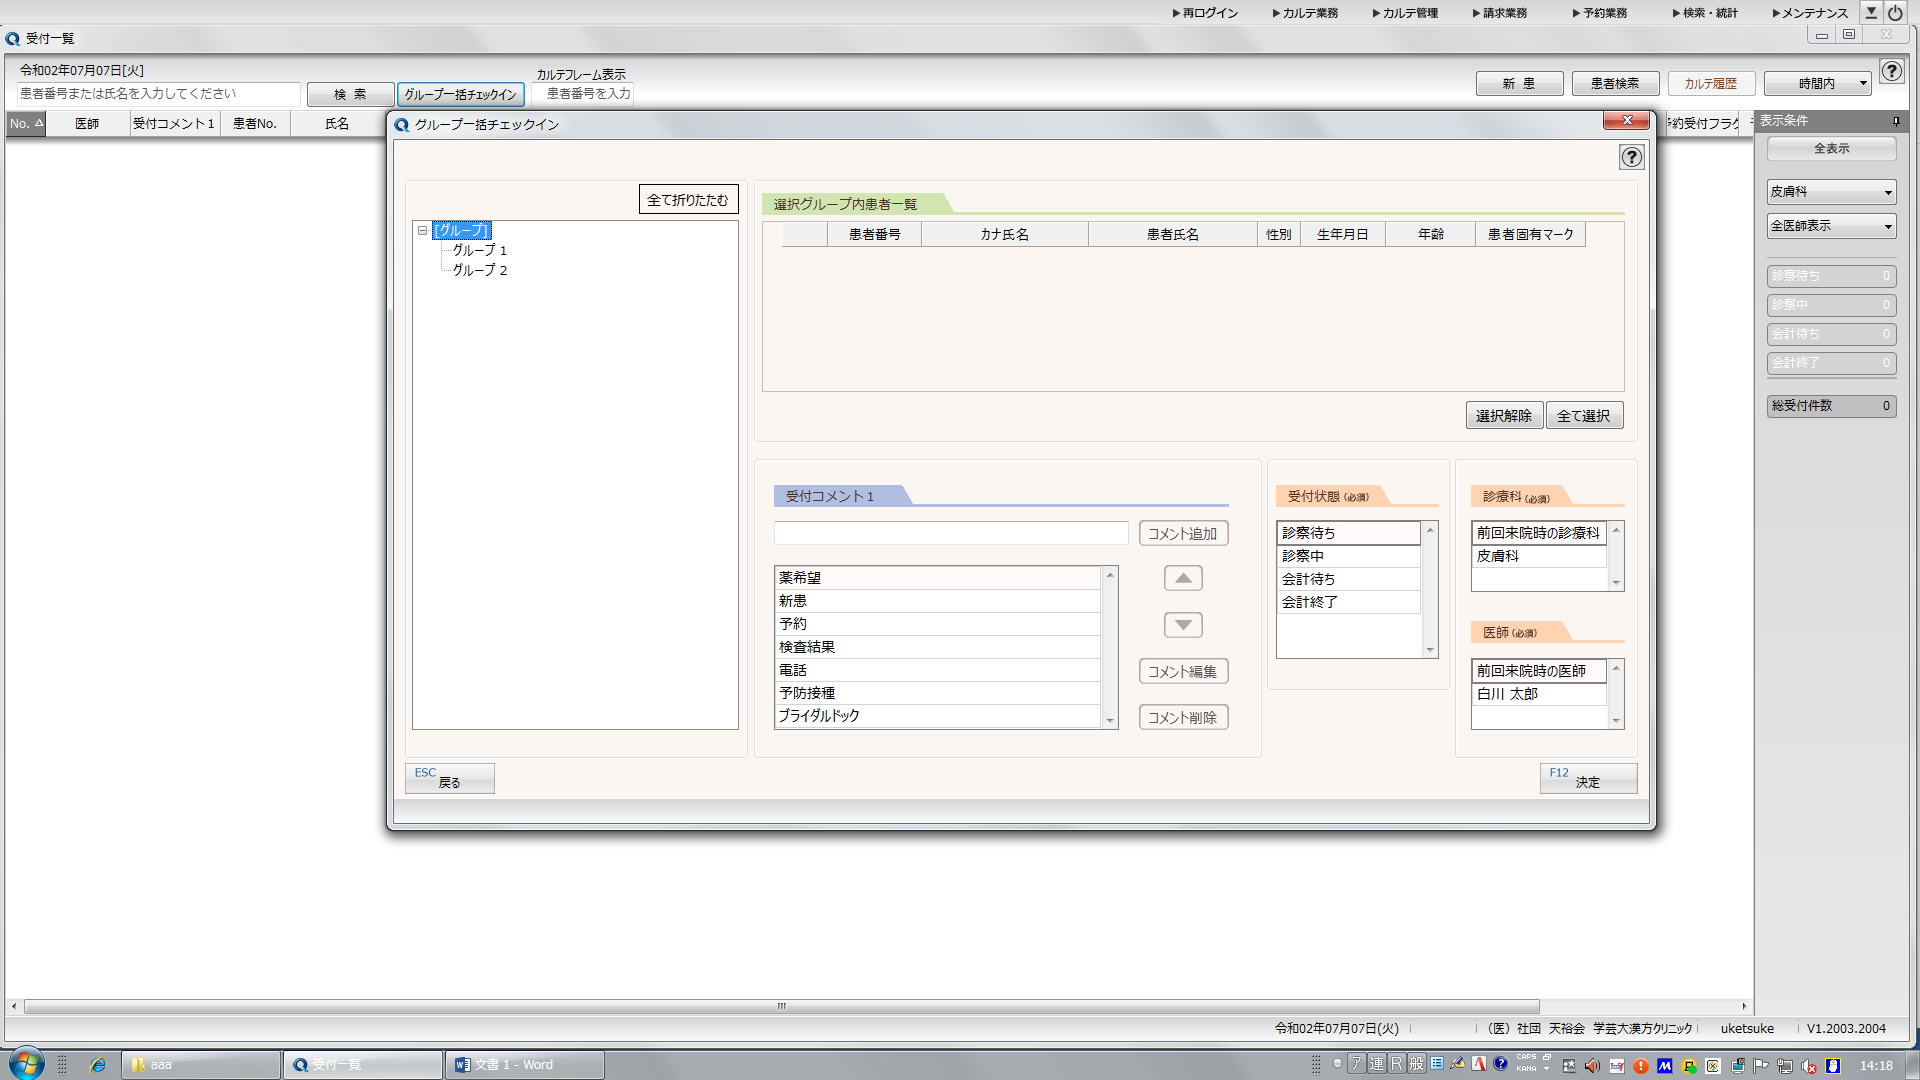 ▶再ログイン ▶カルテ業務 ▶カルテ管理 ▶請求業務 ▶予約業務 ▶検索・統計 ▶メンテナンス
受付一覧
令和02年07月07日[火]
カルテフレーム表示
患者番号または氏名を入力してください 検 索 グループ一括チェックイン 患者番号を入力
新 患 患者検索 カルテ履歴 時間内
No. 医師 受付コメント1 患者No. 氏名
約受付フラグ
グループ一括チェックイン
全て折りたたむ
[グループ]
グループ 1
グループ 2
選択グループ内患者一覧
患者番号 カナ氏名 患者氏名 性別 生年月日 年齢 患者固有マーク
選択解除 全て選択
受付コメント1
コメント追加
薬希望
新患
予約
検査結果
電話
予防接種
ブライダルドック
コメント編集
コメント削除
受付状態(必須)
診察待ち
診察中
会計待ち
会計終了
診療科(必須)
前回来院時の診療科
皮膚科
医師(必須)
前回来院時の医師
白川 太郎
ESC 戻る
F12 決定
表示条件
全表示
皮膚科
全医師表示
診察待ち 0
診察中 0
会計待ち 0
会計終了 0
総受付件数 0
令和02年07月07日(火) (医)社団 天裕会 学芸大漢方クリニック uketsuke V1.2003.2004
aaa 受付一覧 文書 1 - Word
ア 連 R 般 CAPS KANA 14:18